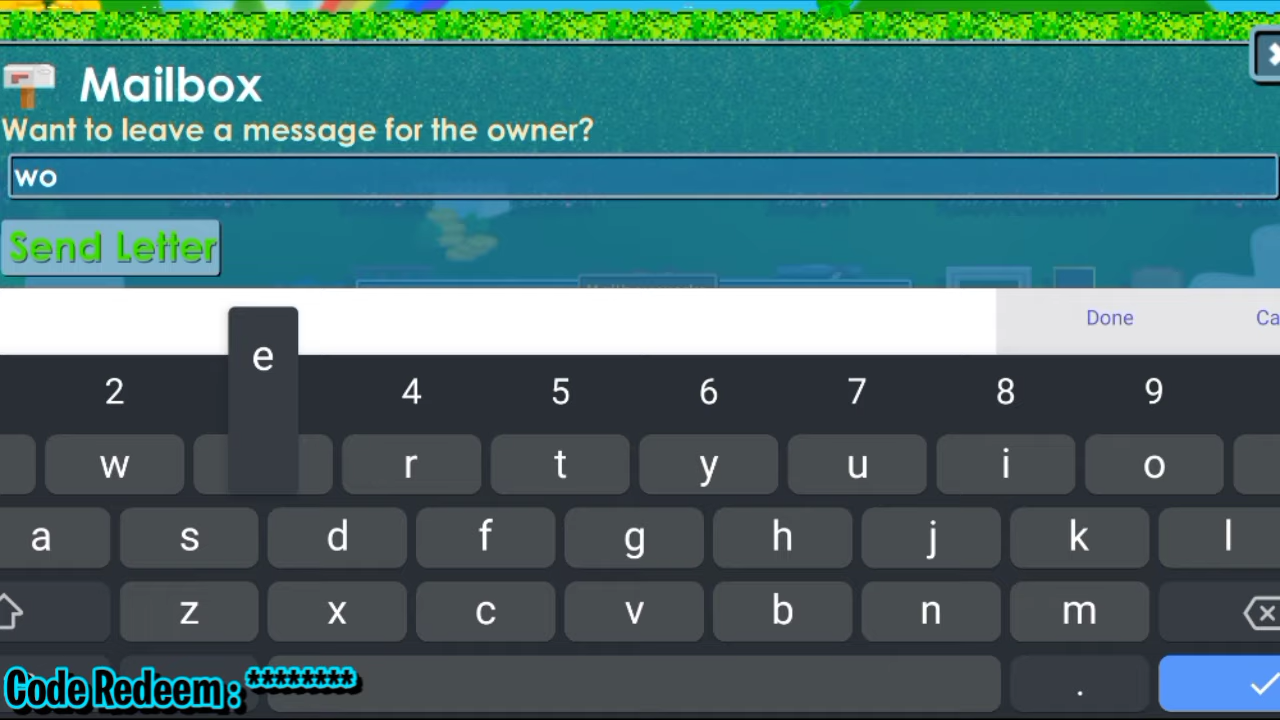 Mailbox
Want to leave a message for the owner?
wo
Send Letter
Done
e
2 4 5 6 7 8 9
w r t y u i o
a s d f g h j k l
z x c v b n m
.
Code Redeem : ********